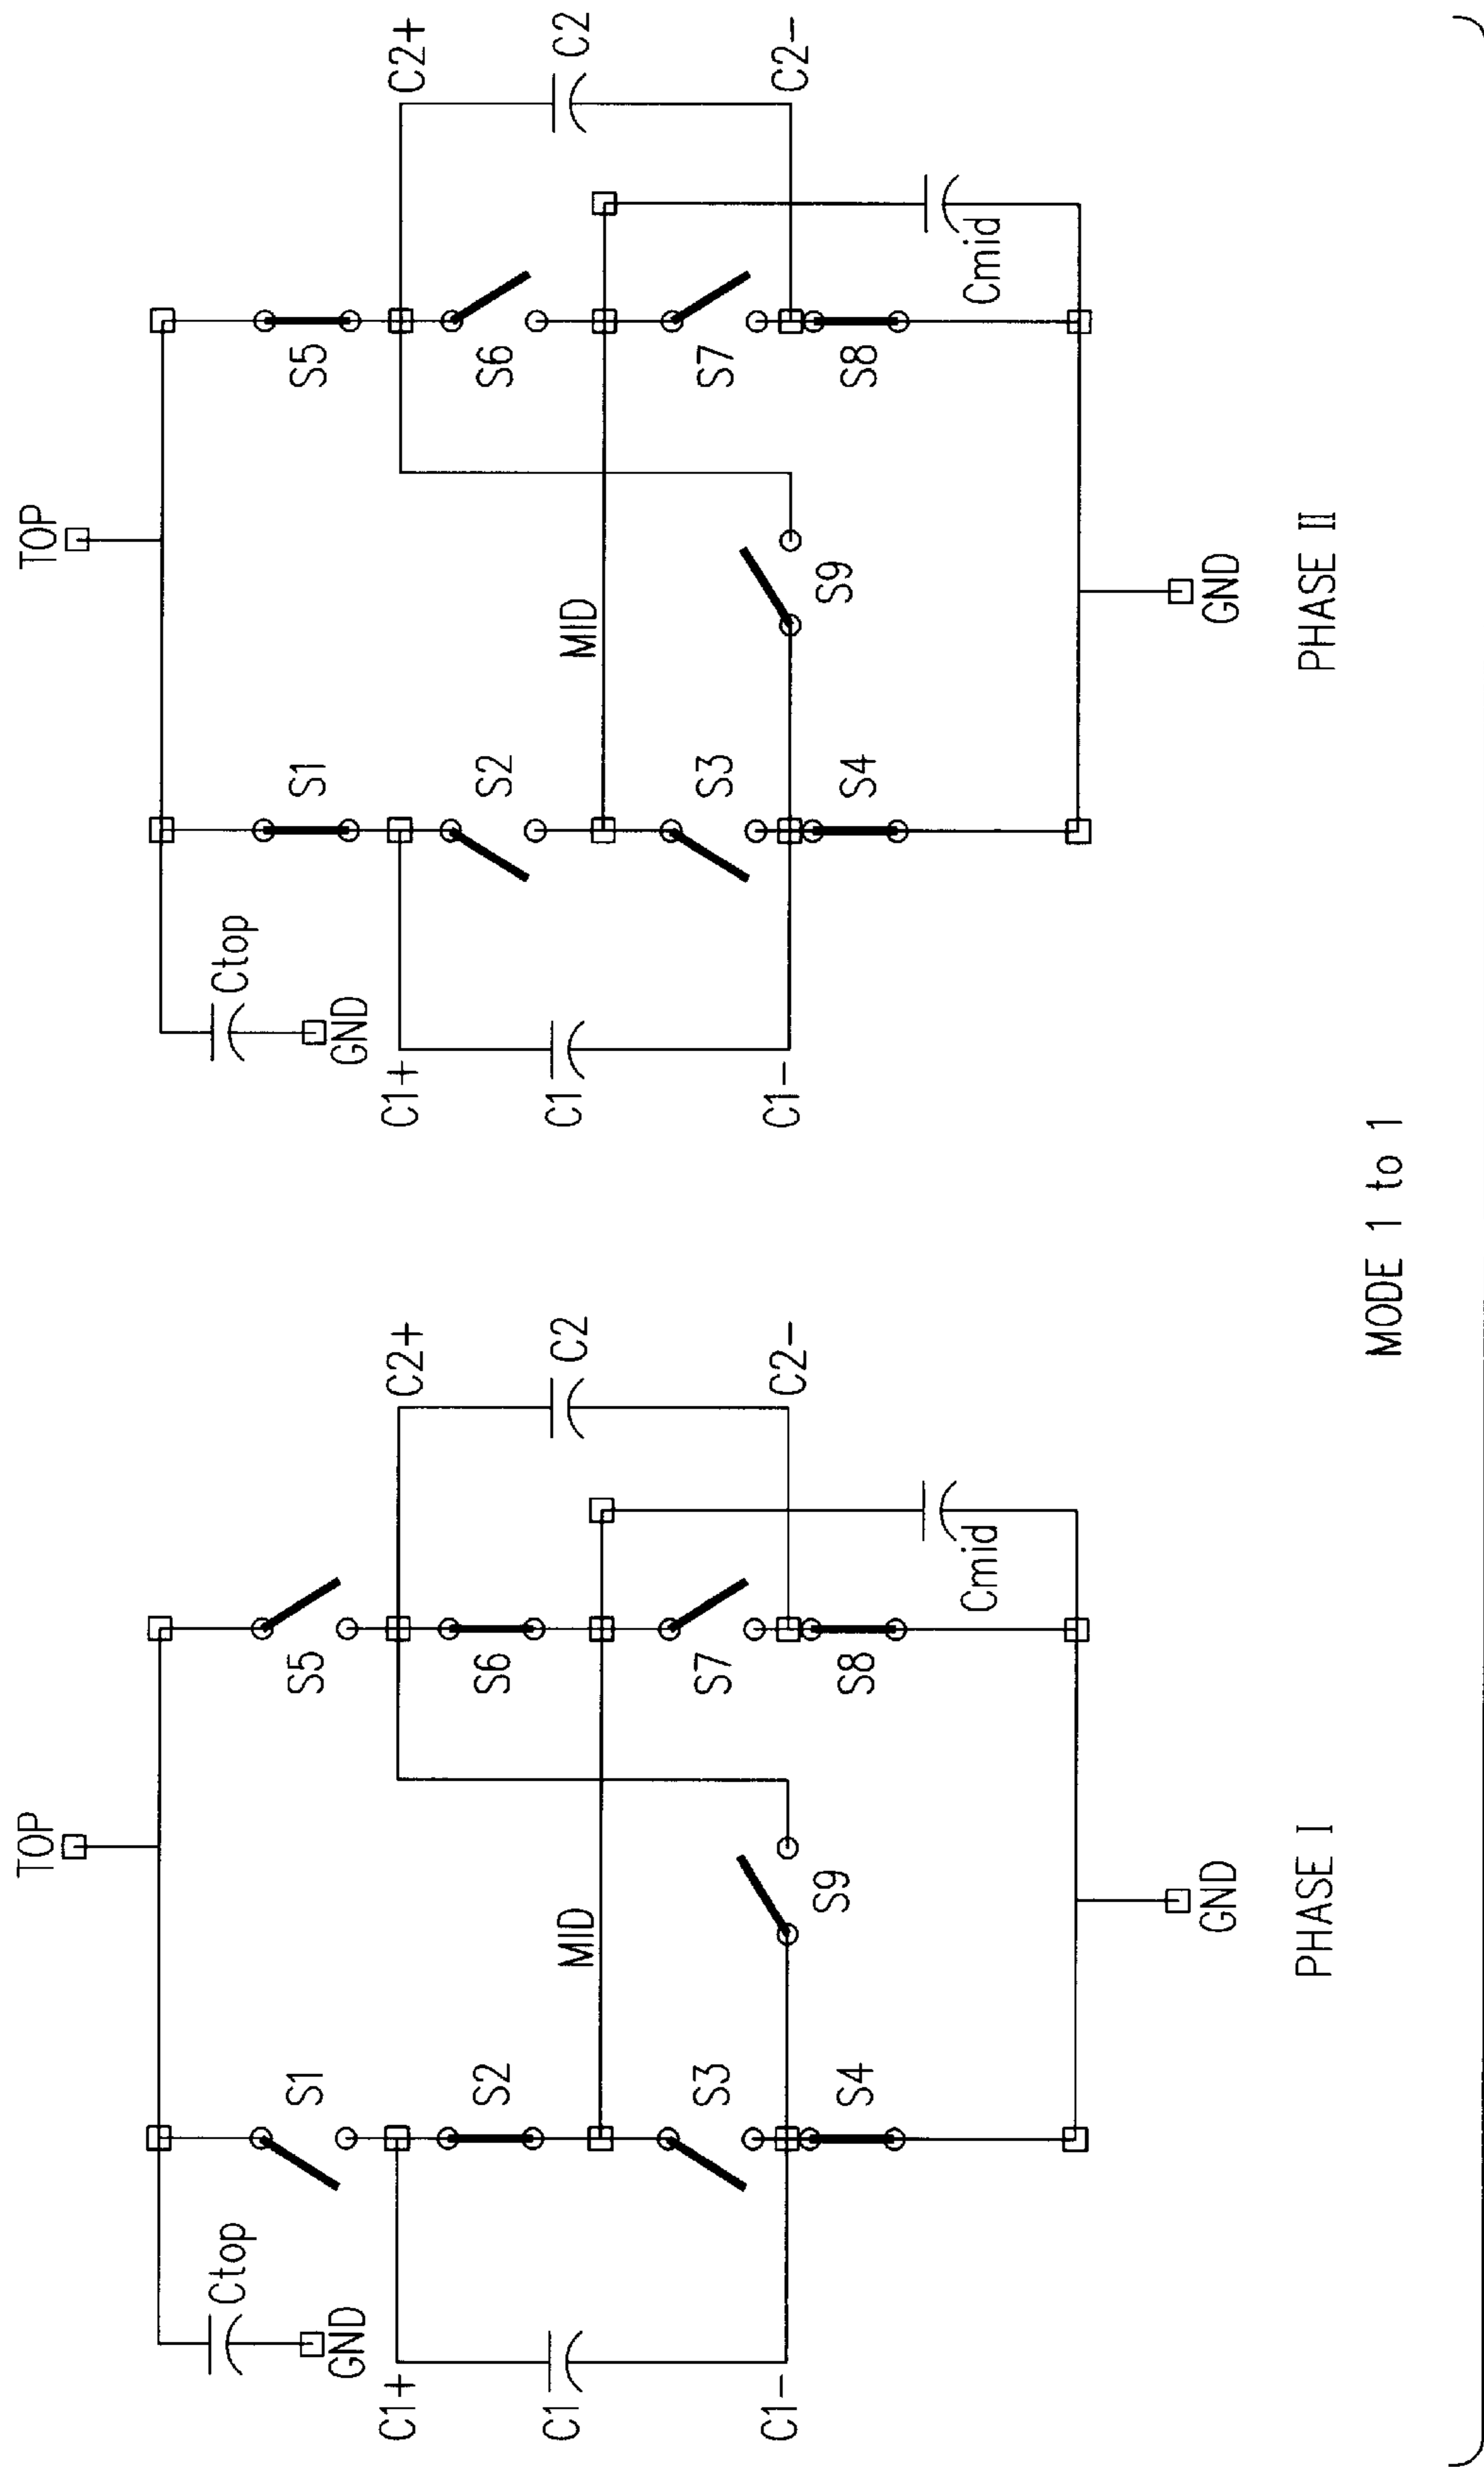 TOP
Ctop
GND
S1
S5
C1+
C2+
S2
S6
C1
MID
C2
S3
S7
C1-
C2-
S9
S4
S8
Cmid
GND
PHASE I
TOP
Ctop
GND
S1
S5
C1+
C2+
S2
S6
C1
MID
C2
S3
S7
C1-
C2-
S9
S4
S8
Cmid
GND
PHASE II
MODE 1 to 1